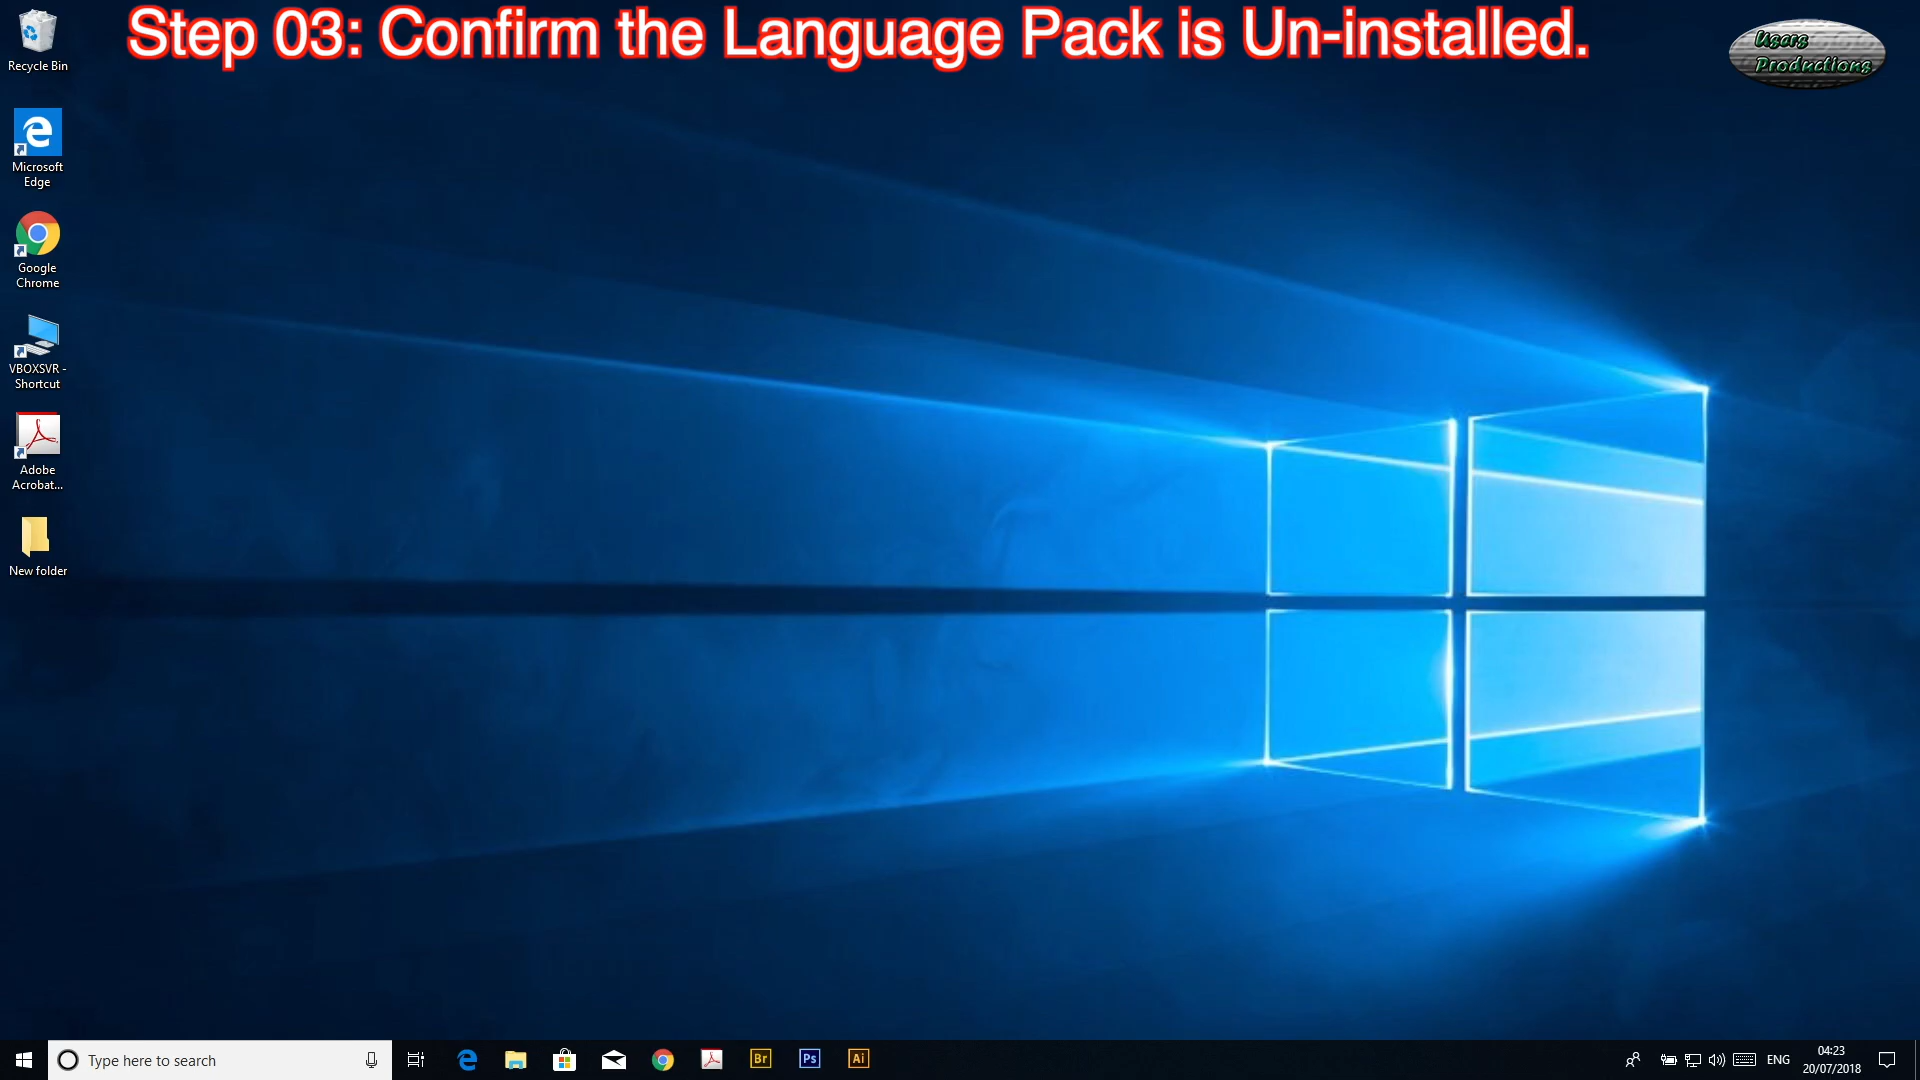 Step 03: Confirm the Language Pack is Un-installed.
Users
Productions
Recycle Bin
Microsoft
Edge
Google
Chrome
VBOXSVR -
Shortcut
Adobe
Acrobat...
New folder
Type here to search
Br
Ps
Ai
ENG
04:23
20/07/2018